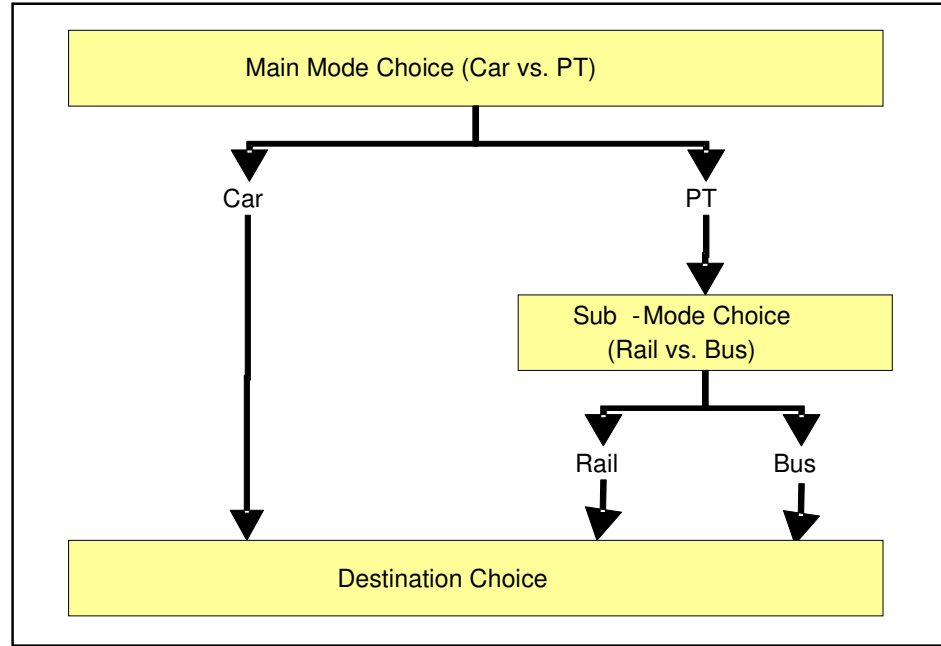 Main Mode Choice (Car vs. PT)
Car
PT
Sub -Mode Choice
(Rail vs. Bus)
Rail
Bus
Destination Choice